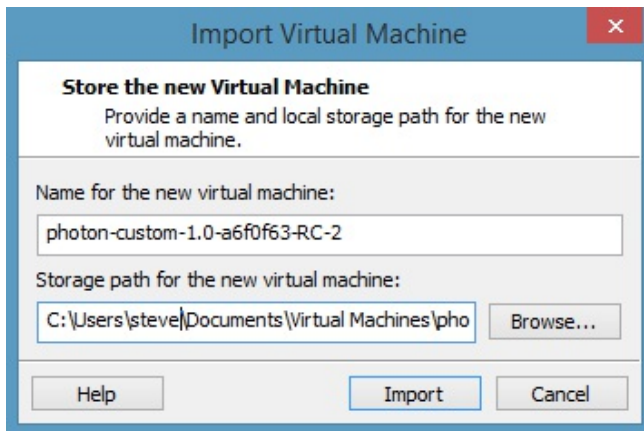 Import Virtual Machine
Store the new Virtual Machine
Provide a name and local storage path for the new
virtual machine.
Name for the new virtual machine:
photon-custom-1.0-a6f0f63-RC-2
Storage path for the new virtual machine:
C:\Users\steve\Documents\Virtual Machines\pho
Browse...
Help
Import
Cancel